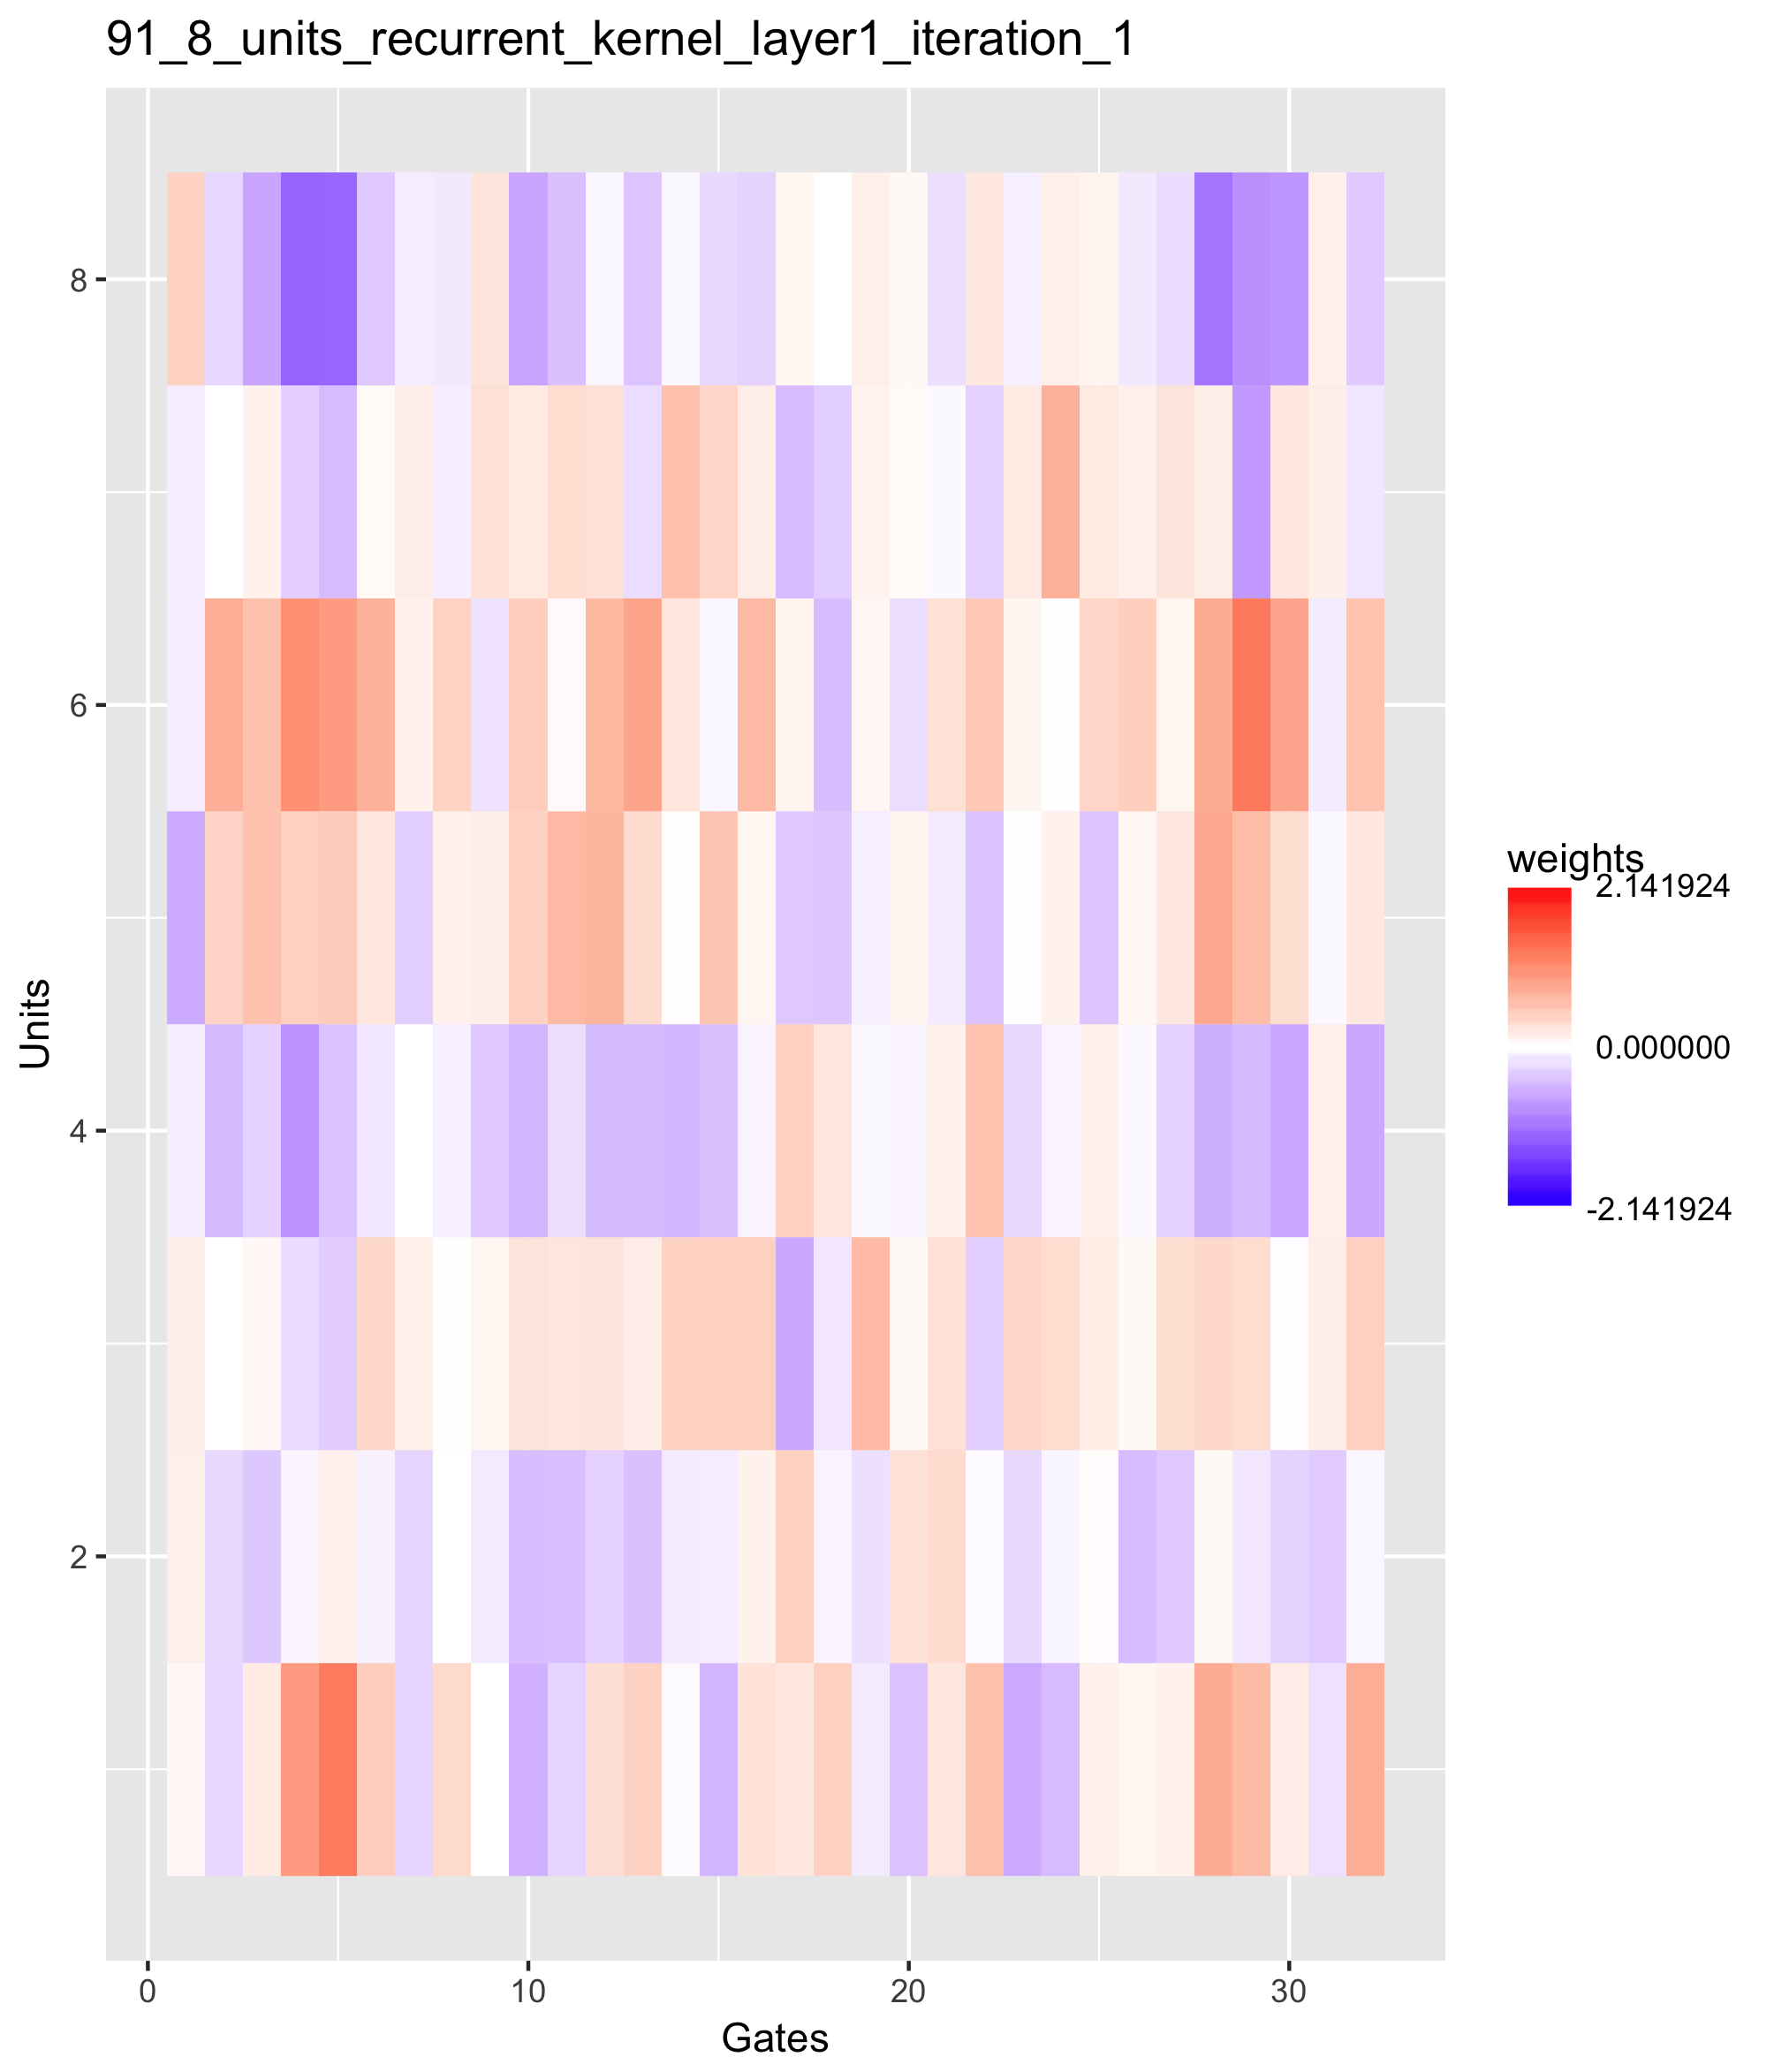 91_8_units_recurrent_kernel_layer1_iteration_1
8
6
4
2
Units
0 10 20 30
Gates
weights
2.141924
0.000000
-2.141924